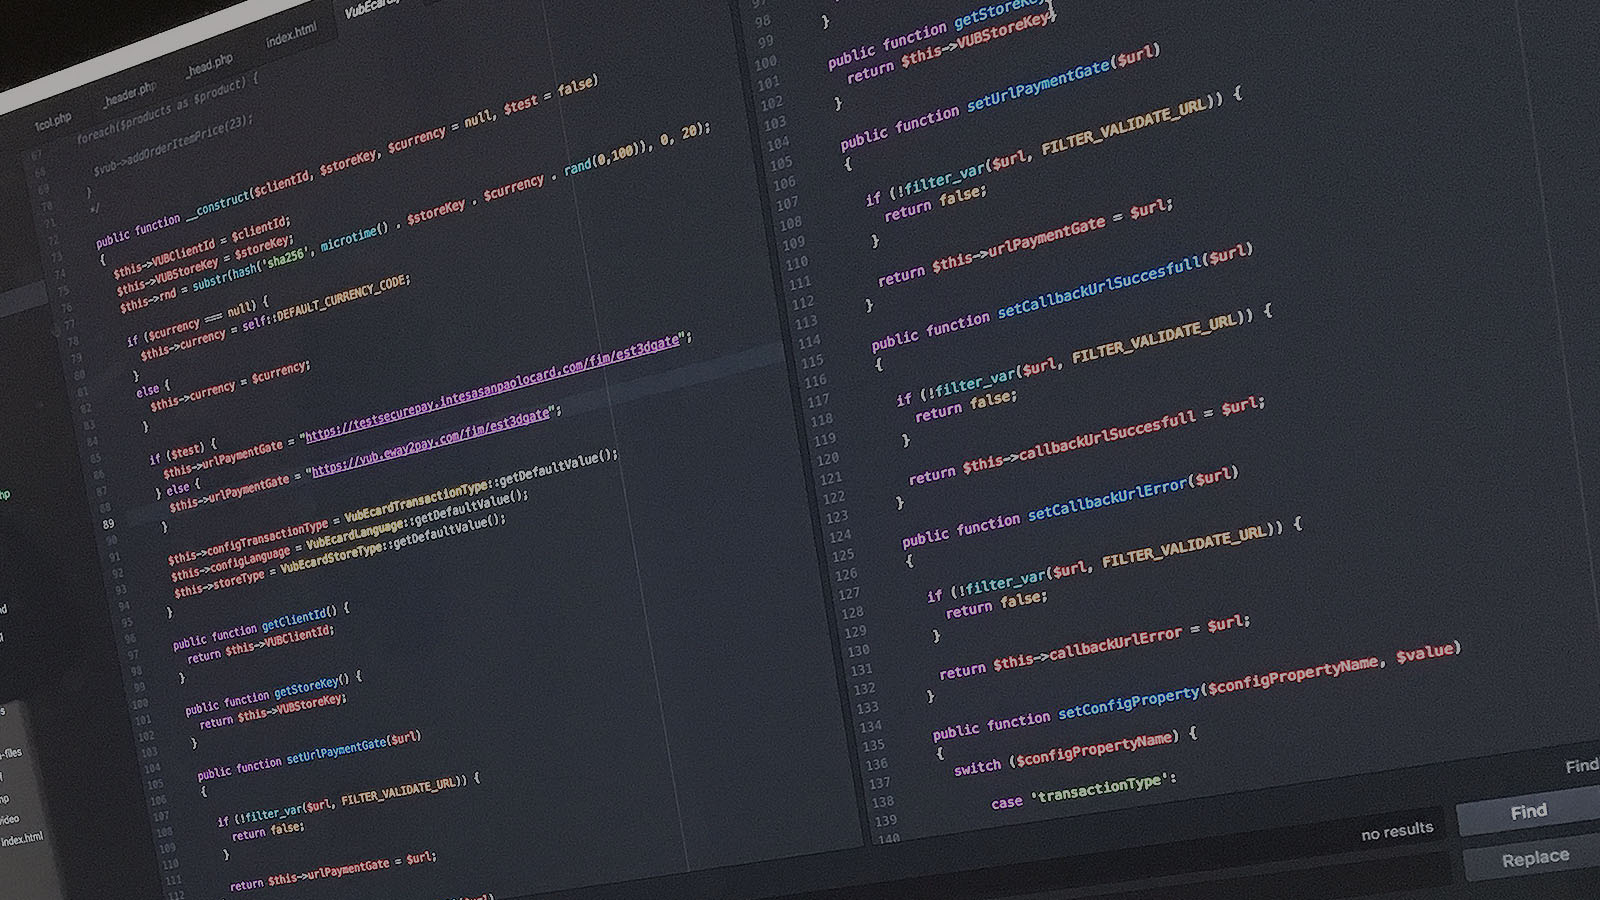 1col.php
_header.php
_head.php
index.html
67 foreach($products as $product) {
68
69 $vub->addOrderItemPrice(23);
70 }
71 */
72
73 public function __construct($clientId, $storeKey, $currency = null, $test = false)
74 {
75 $this->VUBClientId = $clientId;
76 $this->VUBStoreKey = $storeKey;
77 $this->rnd = substr(hash('sha256', microtime() . $storeKey . $currency . rand(0,100)), 0, 20);
78
79 if ($currency === null) {
80 $this->currency = self::DEFAULT_CURRENCY_CODE;
81 }
82 else {
83 $this->currency = $currency;
84 }
85
86 if ($test) {
87 $this->urlPaymentGate = "https://testsecurepay.intesasanpaolocard.com/fim/est3dgate";
88 } else {
89 $this->urlPaymentGate = "https://vub.eway2pay.com/fim/est3dgate";
90 }
91
92 $this->configTransactionType = VubEcardTransactionType::getDefaultValue();
93 $this->configLanguage = VubEcardLanguage::getDefaultValue();
94 $this->storeType = VubEcardStoreType::getDefaultValue();
95 }
96
97 public function getClientId() {
98 return $this->VUBClientId;
99 }
100
101 public function getStoreKey() {
102 return $this->VUBStoreKey;
103 }
104
105 public function setUrlPaymentGate($url)
106 {
107
108 if (!filter_var($url, FILTER_VALIDATE_URL)) {
109 return false;
110 }
111
112 return $this->urlPaymentGate = $url;
98 }
99
100 public function getStoreKey
101 return $this->VUBStoreKey;
102 }
103
104 public function setUrlPaymentGate($url)
105 {
106
107 if (!filter_var($url, FILTER_VALIDATE_URL)) {
108 return false;
109 }
110
111 return $this->urlPaymentGate = $url;
112 }
113
114 public function setCallbackUrlSuccesfull($url)
115 {
116
117 if (!filter_var($url, FILTER_VALIDATE_URL)) {
118 return false;
119 }
120
121 return $this->callbackUrlSuccesfull = $url;
122 }
123
124 public function setCallbackUrlError($url)
125 {
126
127 if (!filter_var($url, FILTER_VALIDATE_URL)) {
128 return false;
129 }
130
131 return $this->callbackUrlError = $url;
132 }
133
134 public function setConfigProperty($configPropertyName, $value)
135 {
136 switch ($configPropertyName) {
137
138 case 'transactionType':
139
140
index.html
no results
Find
Find
Replace